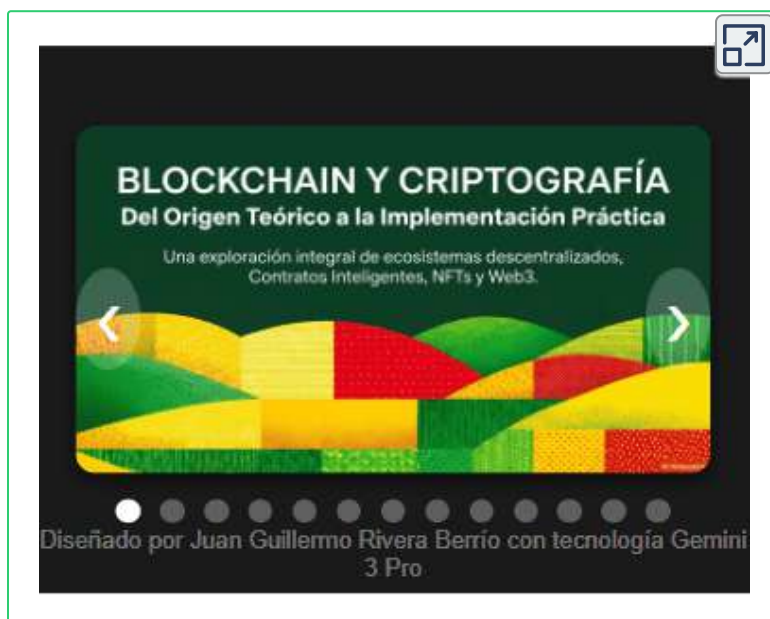 BLOCKCHAIN Y CRIPTOGRAFÍA
Del Origen Teórico a la Implementación Práctica
Una exploración integral de ecosistemas descentralizados,
Contratos Inteligentes, NFTs y Web3.
Diseñado por Juan Guillermo Rivera Berrío con tecnología Gemini
3 Pro